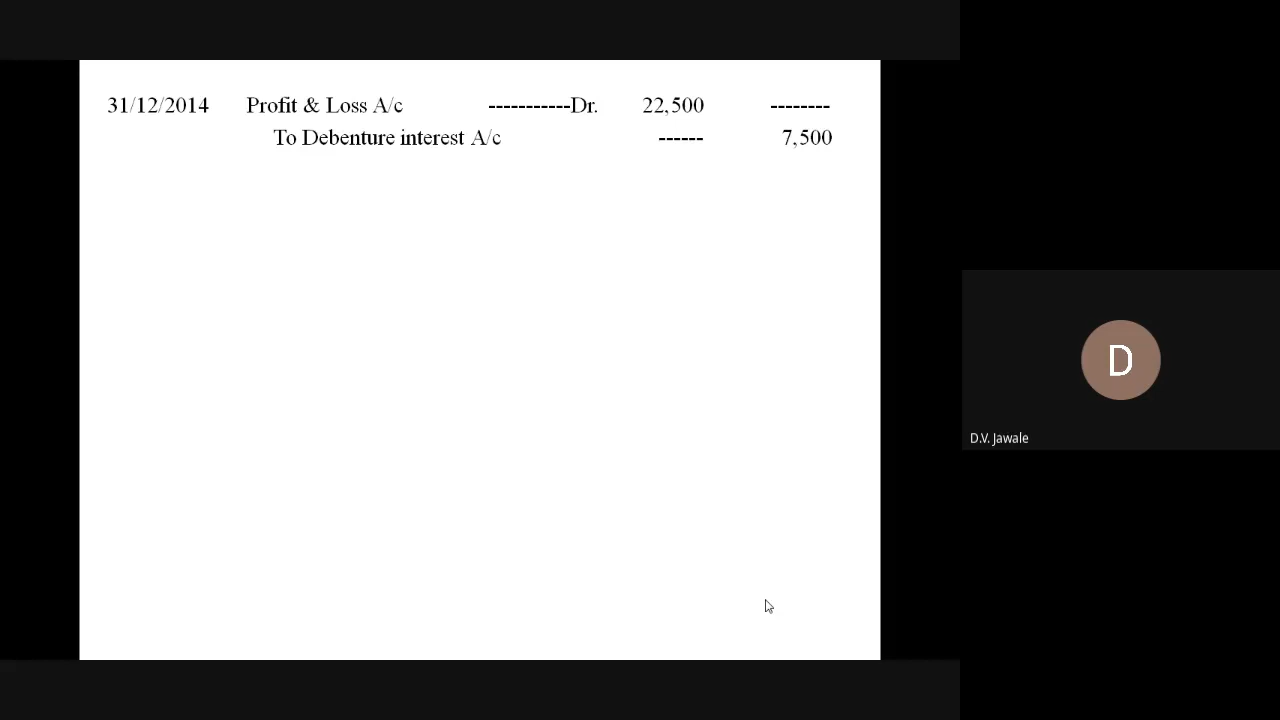 31/12/2014 Profit & Loss A/c -----------Dr. 22,500 --------
To Debenture interest A/c ------ 7,500
D
D.V. Jawale